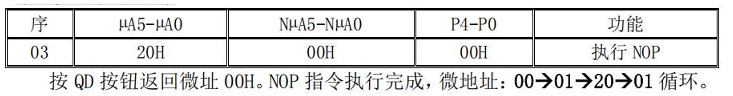 序 μA5-μA0 NμA5-NμA0 P4-P0 功能
03 20H 00H 00H 执行 NOP
按 QD 按钮返回微址 00H。NOP 指令执行完成，微地址：00→01→20→01 循环。